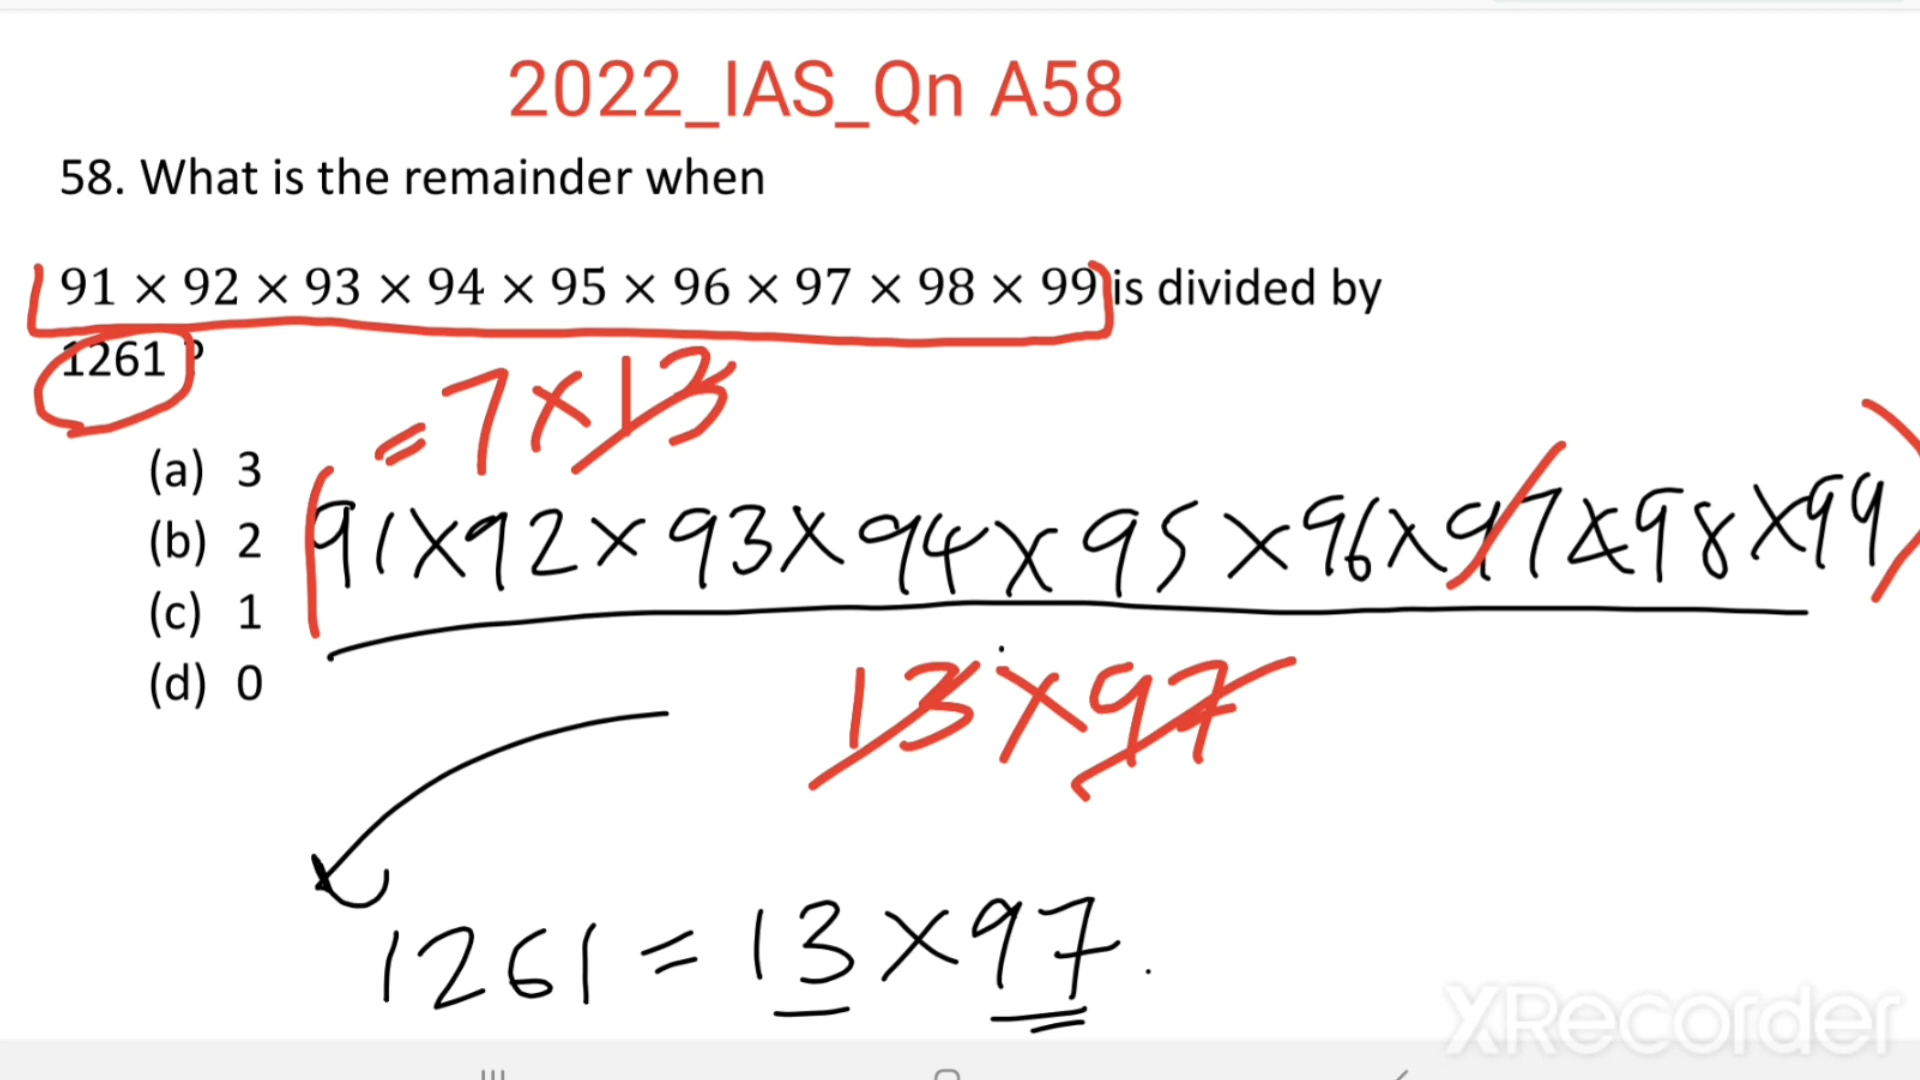 2022_IAS_Qn A58
58. What is the remainder when
91 × 92 × 93 × 94 × 95 × 96 × 97 × 98 × 99 is divided by
1261 ?
= 7 × 13
(a) 3
(91 × 92 × 93 × 94 × 95 × 96 × 97 × 98 × 99)
(b) 2
(c) 1
(d) 0
13 × 97
1261 = 13 × 97.
XRecorder